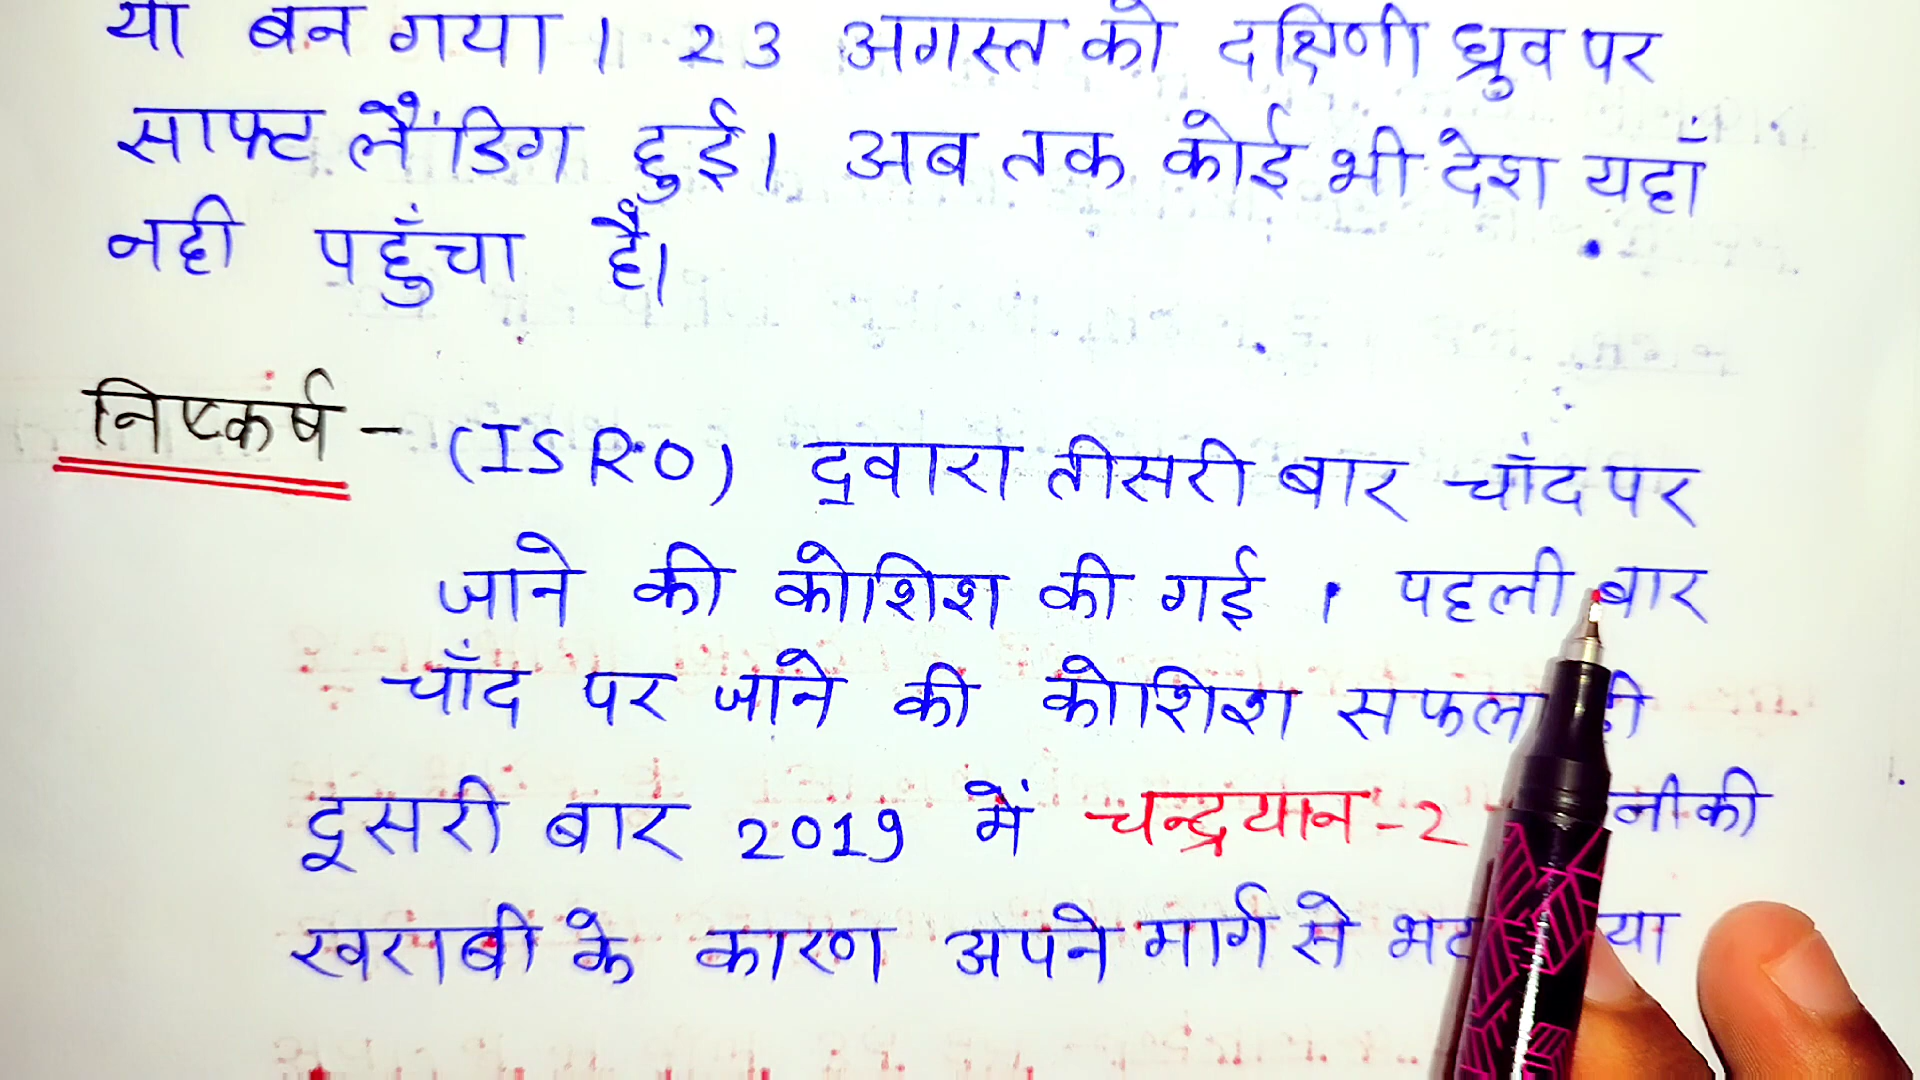 या बन गया। 23 अगस्त को दक्षिणी ध्रुव पर
साफ्ट लैंडिग हुई। अब तक कोई भी देश यहाँ
नही पहुँचा है।
निष्कर्ष - (ISRO) द्वारा तीसरी बार चाँद पर
जाने की कोशिश की गई । पहली बार
चाँद पर जाने की कोशिश सफल
दूसरी बार 2019 में चन्द्रयान-2
खराबी के कारण अपने मार्ग से